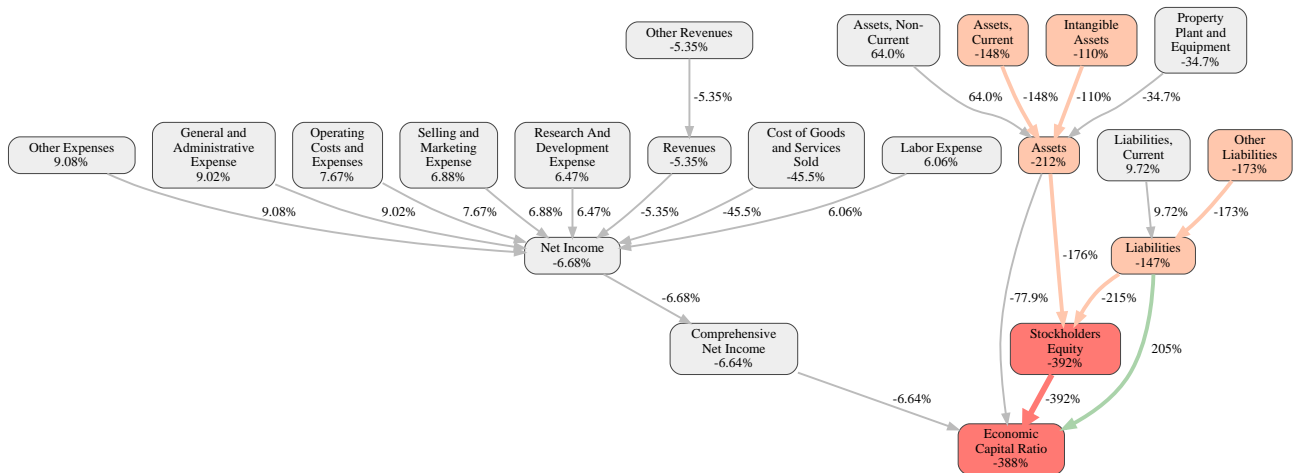 Other Revenues
-5.35%
Assets, Non-
Current
64.0%
Assets,
Current
-148%
Intangible
Assets
-110%
Property
Plant and
Equipment
-34.7%
-5.35%
64.0%
-148%
-110%
-34.7%
Other Expenses
9.08%
General and
Administrative
Expense
9.02%
Operating
Costs and
Expenses
7.67%
Selling and
Marketing
Expense
6.88%
Research And
Development
Expense
6.47%
Revenues
-5.35%
Cost of Goods
and Services
Sold
-45.5%
Labor Expense
6.06%
Assets
-212%
Liabilities,
Current
9.72%
Other
Liabilities
-173%
9.08%
9.02%
7.67%
6.88%
6.47%
-5.35%
-45.5%
6.06%
9.72%
-173%
Net Income
-6.68%
Liabilities
-147%
-176%
-6.68%
-77.9%
-215%
Comprehensive
Net Income
-6.64%
Stockholders
Equity
-392%
205%
-6.64%
-392%
Economic
Capital Ratio
-388%